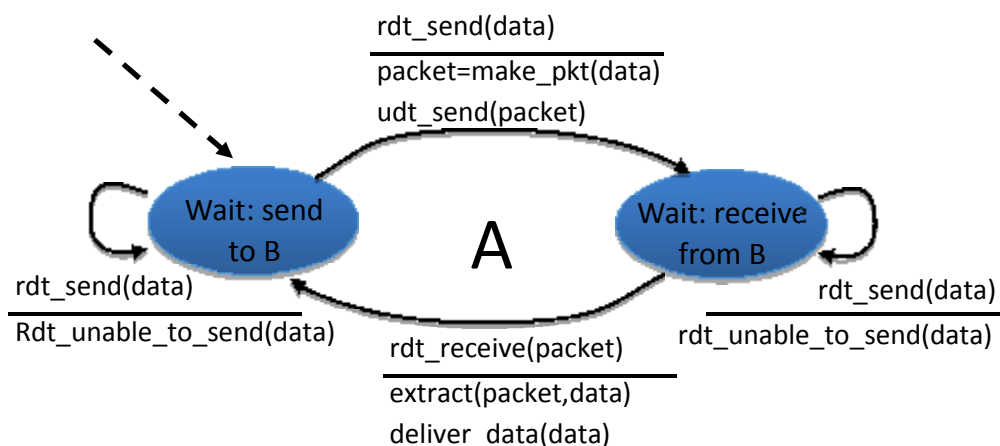 rdt_send(data)
packet=make_pkt(data)
udt_send(packet)
Wait: send
to B
A
Wait: receive
from B
rdt_send(data)
Rdt_unable_to_send(data)
rdt_send(data)
rdt_unable_to_send(data)
rdt_receive(packet)
extract(packet,data)
deliver_data(data)